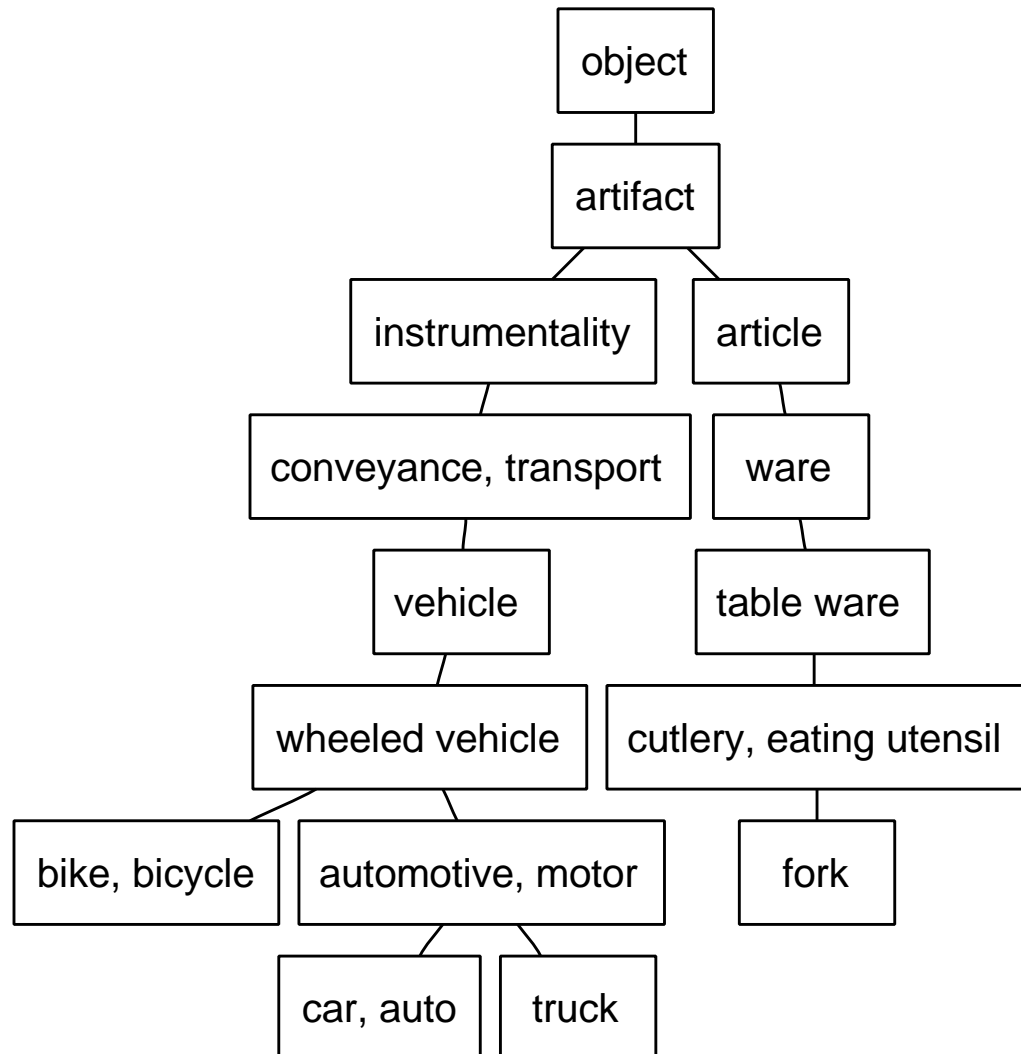 object
artifact
instrumentality
article
conveyance, transport
ware
vehicle
table ware
wheeled vehicle
cutlery, eating utensil
bike, bicycle
automotive, motor
fork
car, auto
truck